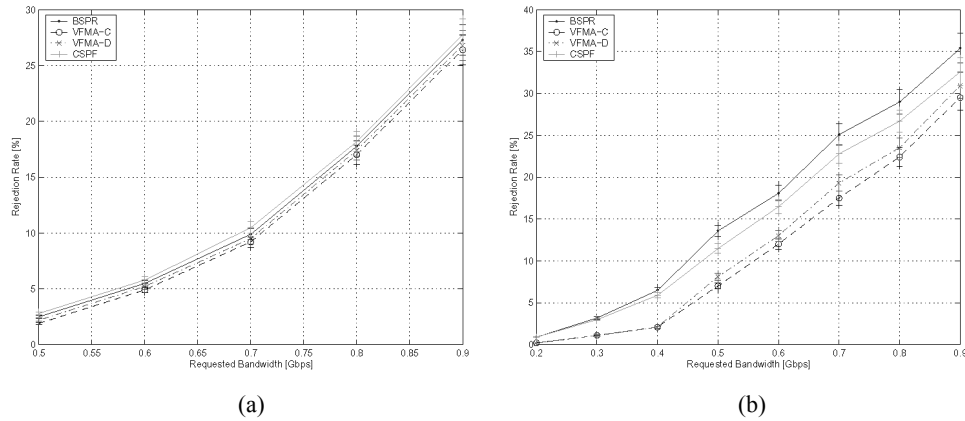 BSPR
VFMA-C
VFMA-D
CSPF
Rejection Rate [%]
30
25
20
15
10
5
0
0.5 0.55 0.6 0.65 0.7 0.75 0.8 0.85 0.9
Requested Bandwidth [Gbps]
(a)
BSPR
VFMA-C
VFMA-D
CSPF
Rejection Rate [%]
40
35
30
25
20
15
10
5
0
0.2 0.3 0.4 0.5 0.6 0.7 0.8 0.9
Requested Bandwidth [Gbps]
(b)